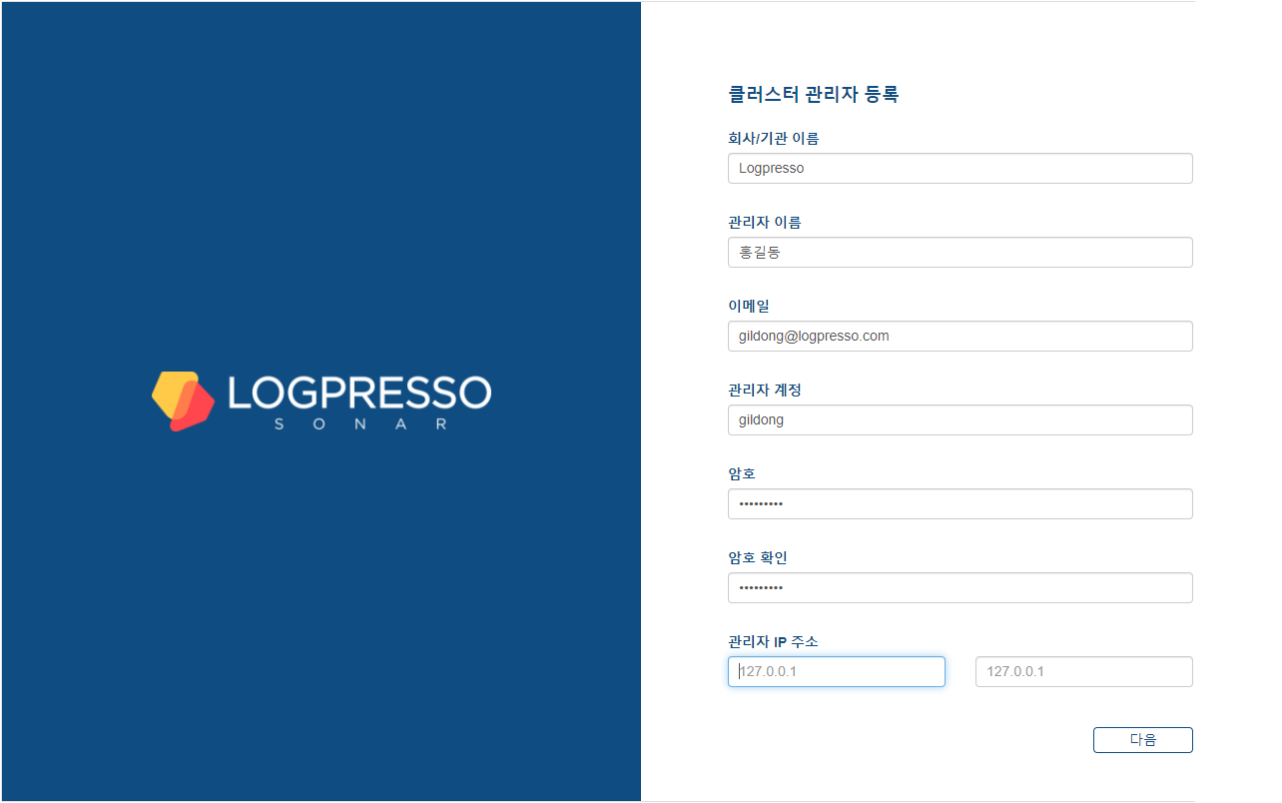 LOGPRESSO
SONAR
클러스터 관리자 등록
회사/기관 이름
Logpresso
관리자 이름
홍길동
이메일
gildong@logpresso.com
관리자 계정
gildong
암호
•••••••••
암호 확인
•••••••••
관리자 IP 주소
127.0.0.1 127.0.0.1
다음